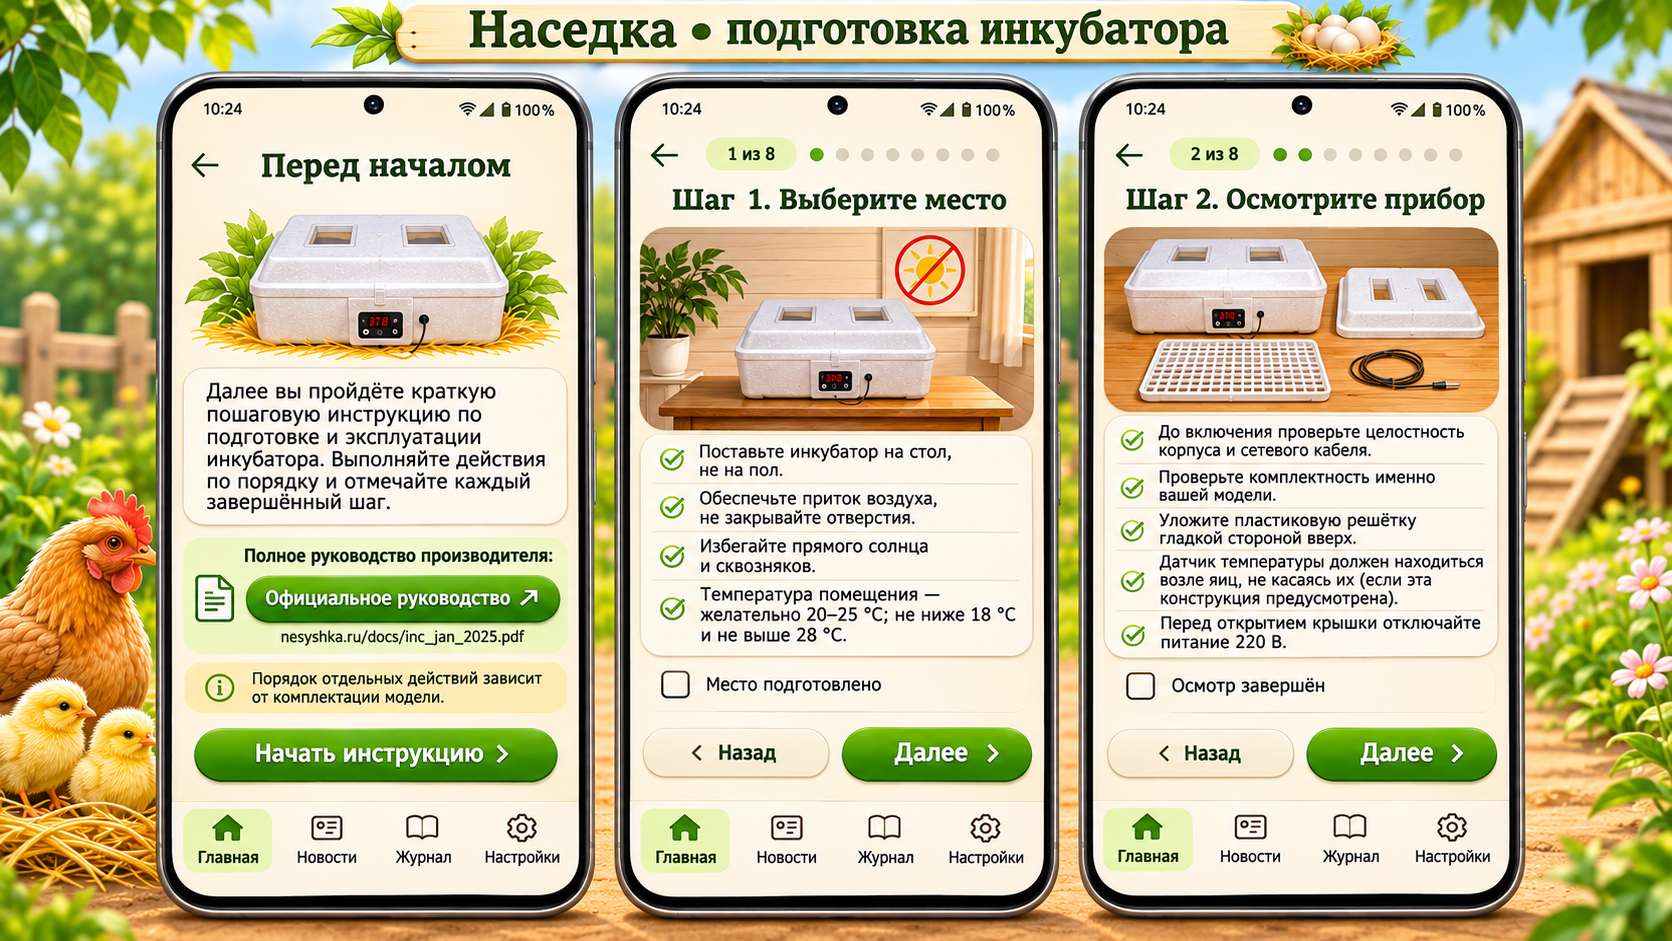 Наседка • подготовка инкубатора
10:24
100%
Перед началом
378
Далее вы пройдёте краткую
пошаговую инструкцию по
подготовке и эксплуатации
инкубатора. Выполняйте действия
по порядку и отмечайте каждый
завершённый шаг.
Полное руководство производителя:
Официальное руководство
nesyshka.ru/docs/inc_jan_2025.pdf
Порядок отдельных действий зависит
от комплектации модели.
Начать инструкцию
Главная
Новости
Журнал
Настройки
10:24
100%
1 из 8
Шаг 1. Выберите место
Поставьте инкубатор на стол,
не на пол.
Обеспечьте приток воздуха,
не закрывайте отверстия.
Избегайте прямого солнца
и сквозняков.
Температура помещения —
желательно 20–25 °C; не ниже 18 °C
и не выше 28 °C.
Место подготовлено
Назад
Далее
Главная
Новости
Журнал
Настройки
10:24
100%
2 из 8
Шаг 2. Осмотрите прибор
До включения проверьте целостность
корпуса и сетевого кабеля.
Проверьте комплектность именно
вашей модели.
Уложите пластиковую решётку
гладкой стороной вверх.
Датчик температуры должен находиться
возле яиц, не касаясь их (если эта
конструкция предусмотрена).
Перед открытием крышки отключайте
питание 220 В.
Осмотр завершён
Назад
Далее
Главная
Новости
Журнал
Настройки